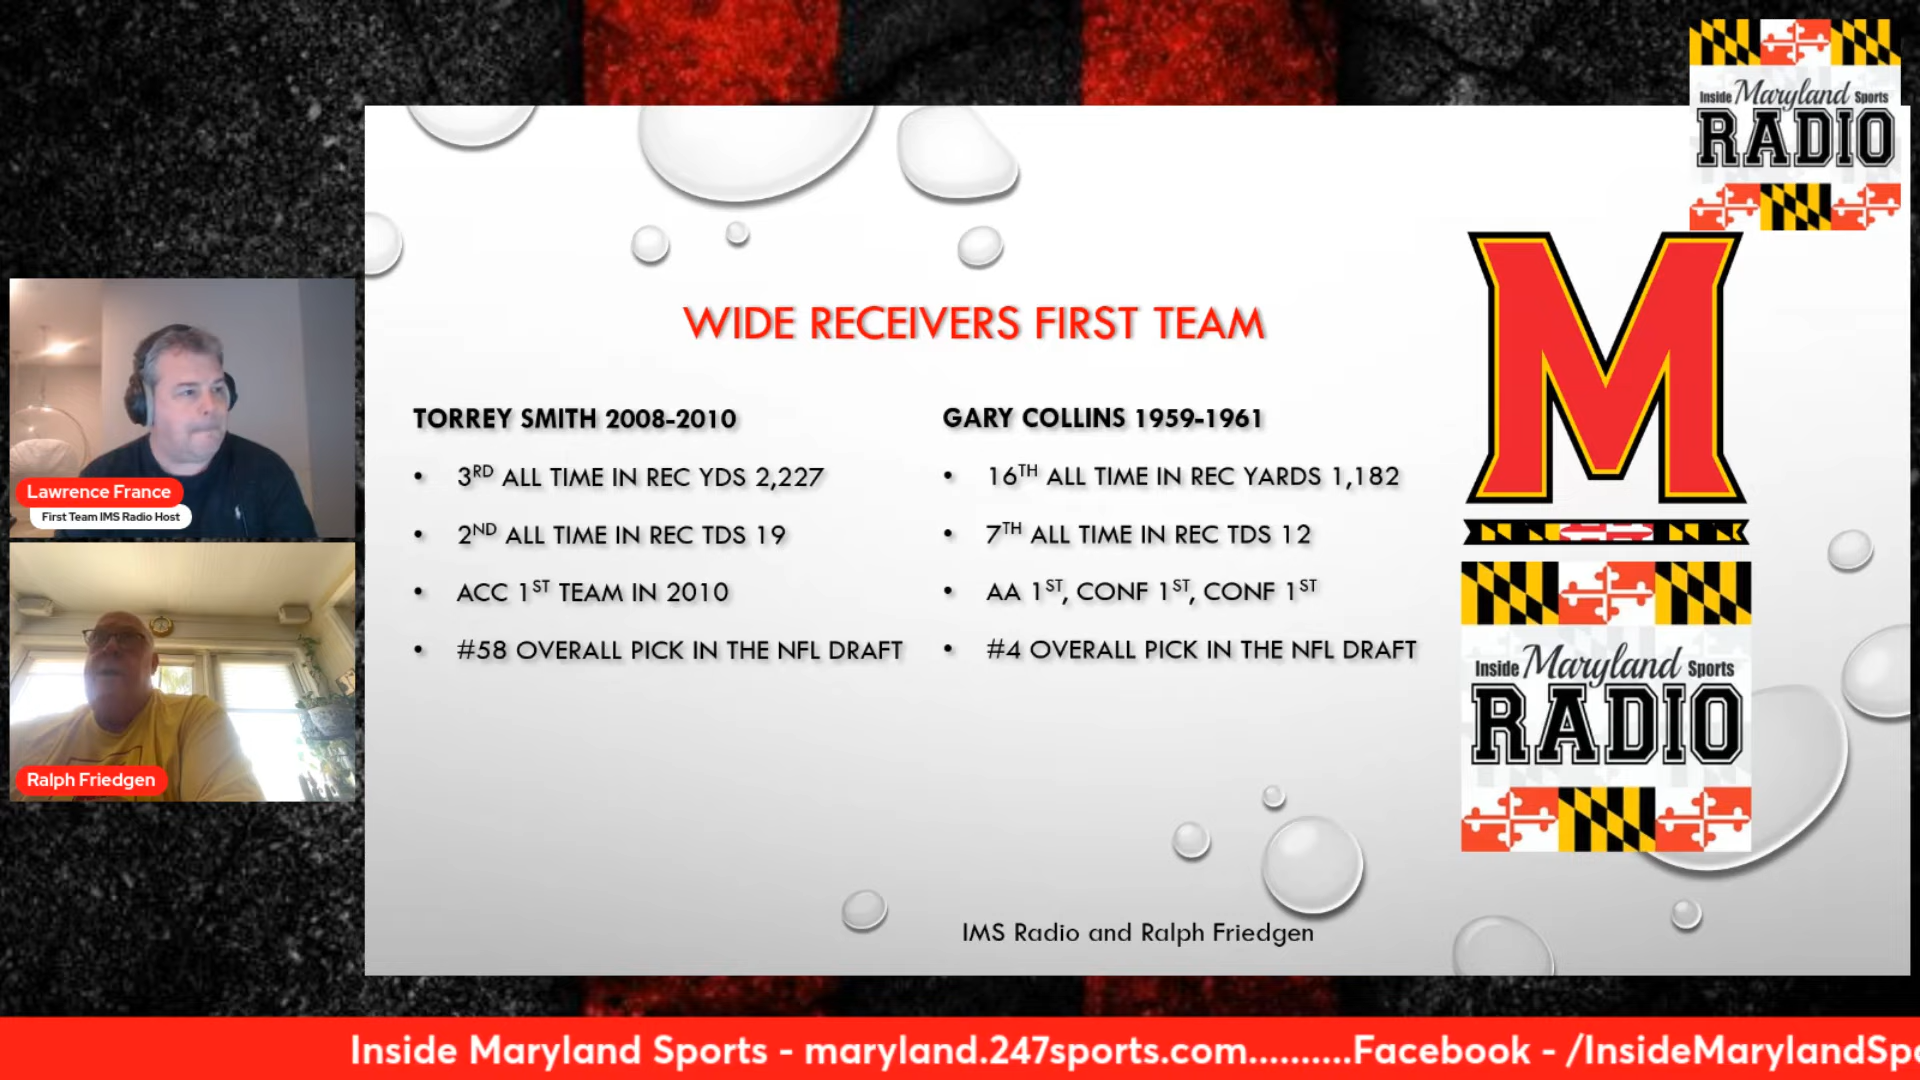 Inside Maryland Sports
RADIO
WIDE RECEIVERS FIRST TEAM
TORREY SMITH 2008-2010
• 3RD ALL TIME IN REC YDS 2,227
• 2ND ALL TIME IN REC TDS 19
• ACC 1ST TEAM IN 2010
• #58 OVERALL PICK IN THE NFL DRAFT
GARY COLLINS 1959-1961
• 16TH ALL TIME IN REC YARDS 1,182
• 7TH ALL TIME IN REC TDS 12
• AA 1ST, CONF 1ST, CONF 1ST
• #4 OVERALL PICK IN THE NFL DRAFT
M
Inside Maryland Sports
RADIO
Lawrence France
First Team IMS Radio Host
Ralph Friedgen
IMS Radio and Ralph Friedgen
Inside Maryland Sports - maryland.247sports.com..........Facebook - /InsideMarylandSpo